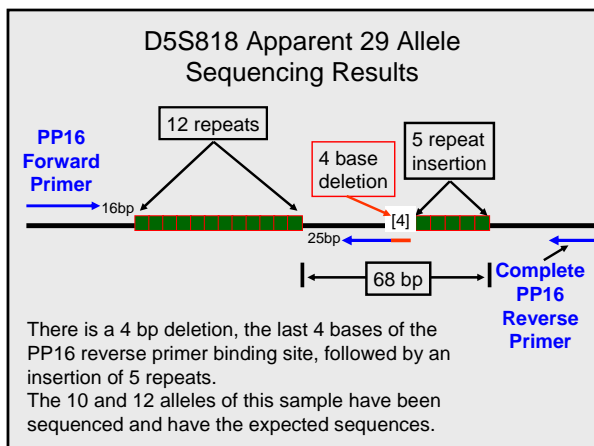 D5S818 Apparent 29 Allele
Sequencing Results
PP16
Forward
Primer
12 repeats
4 base
deletion
5 repeat
insertion
16bp
[4]
25bp
68 bp
Complete
PP16
Reverse
Primer
There is a 4 bp deletion, the last 4 bases of the
PP16 reverse primer binding site, followed by an
insertion of 5 repeats.
The 10 and 12 alleles of this sample have been
sequenced and have the expected sequences.